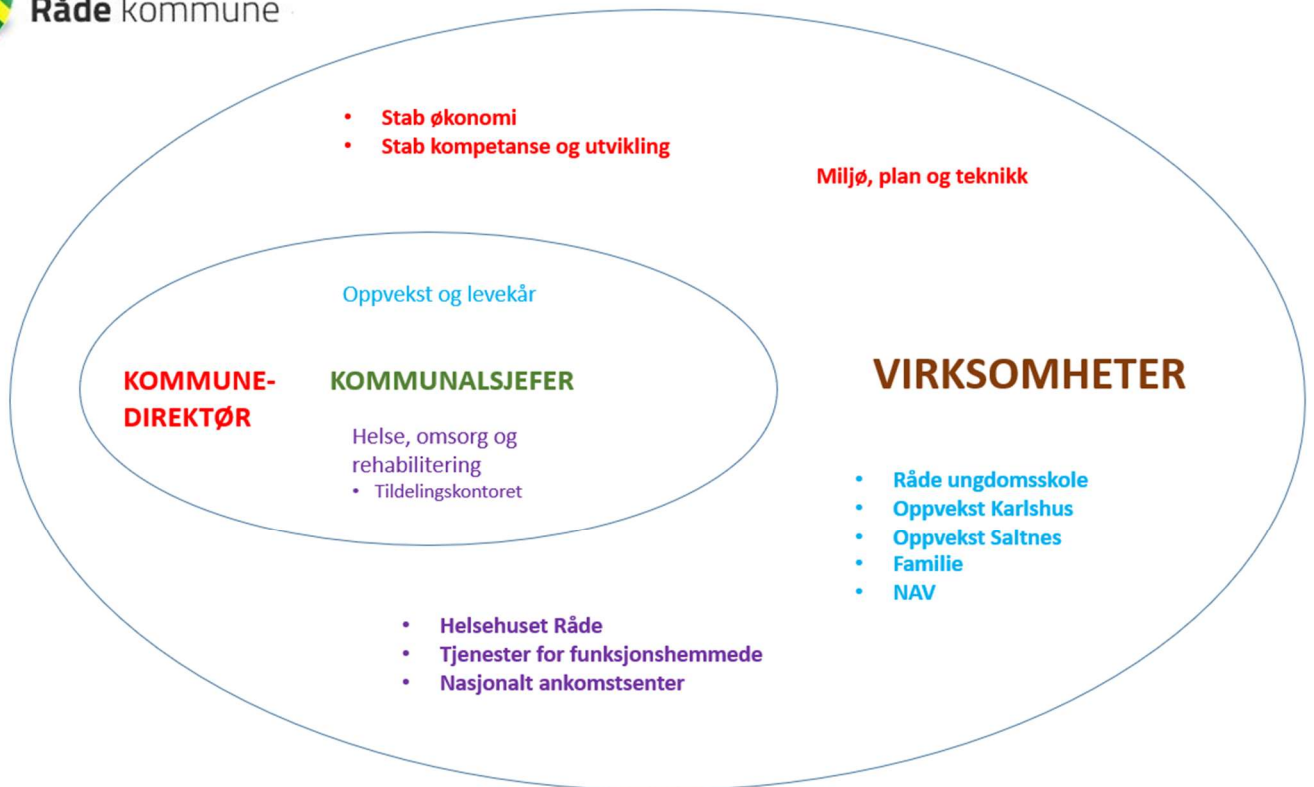 Råde kommune
• Stab økonomi
• Stab kompetanse og utvikling
Miljø, plan og teknikk
Oppvekst og levekår
KOMMUNE-
DIREKTØR
KOMMUNALSJEFER
Helse, omsorg og
rehabilitering
• Tildelingskontoret
VIRKSOMHETER
• Råde ungdomsskole
• Oppvekst Karlshus
• Oppvekst Saltnes
• Familie
• NAV
• Helsehuset Råde
• Tjenester for funksjonshemmede
• Nasjonalt ankomstsenter